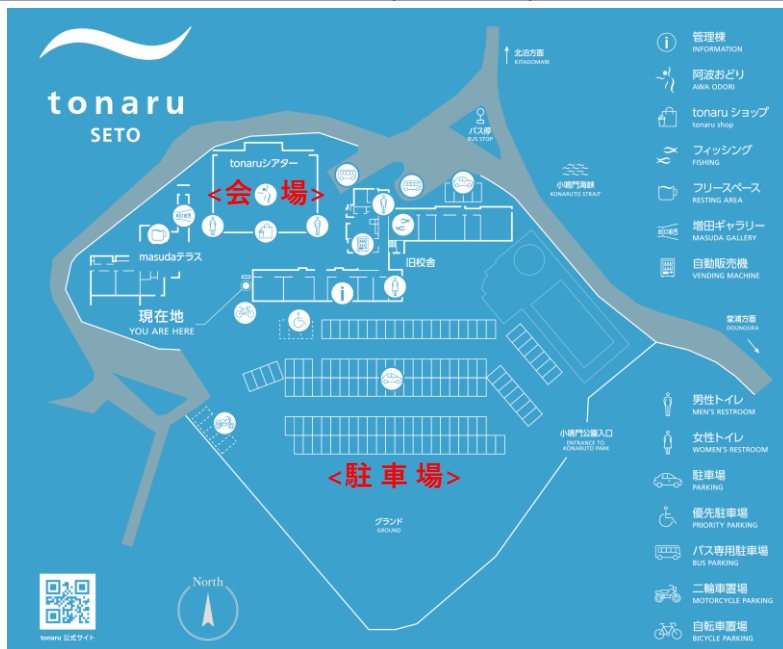 tonaru
SETO
北泊方面
KITADOMARI
バス停
BUS STOP
小鳴門海峡
KONARUTO STRAIT
tonaruシアター
<会 場>
masudaテラス
旧校舎
現在地
YOU ARE HERE
堂浦方面
DOUNOURA
小鳴門公園入口
ENTRANCE TO
KONARUTO PARK
<駐 車 場>
グランド
GROUND
North
tonaru 公式サイト
管理棟
INFORMATION
阿波おどり
AWA ODORI
tonaru ショップ
tonaru shop
フィッシング
FISHING
フリースペース
RESTING AREA
増田ギャラリー
MASUDA GALLERY
自動販売機
VENDING MACHINE
男性トイレ
MEN'S RESTROOM
女性トイレ
WOMEN'S RESTROOM
駐車場
PARKING
優先駐車場
PRIORITY PARKING
バス専用駐車場
BUS PARKING
二輪車置場
MOTORCYCLE PARKING
自転車置場
BICYCLE PARKING